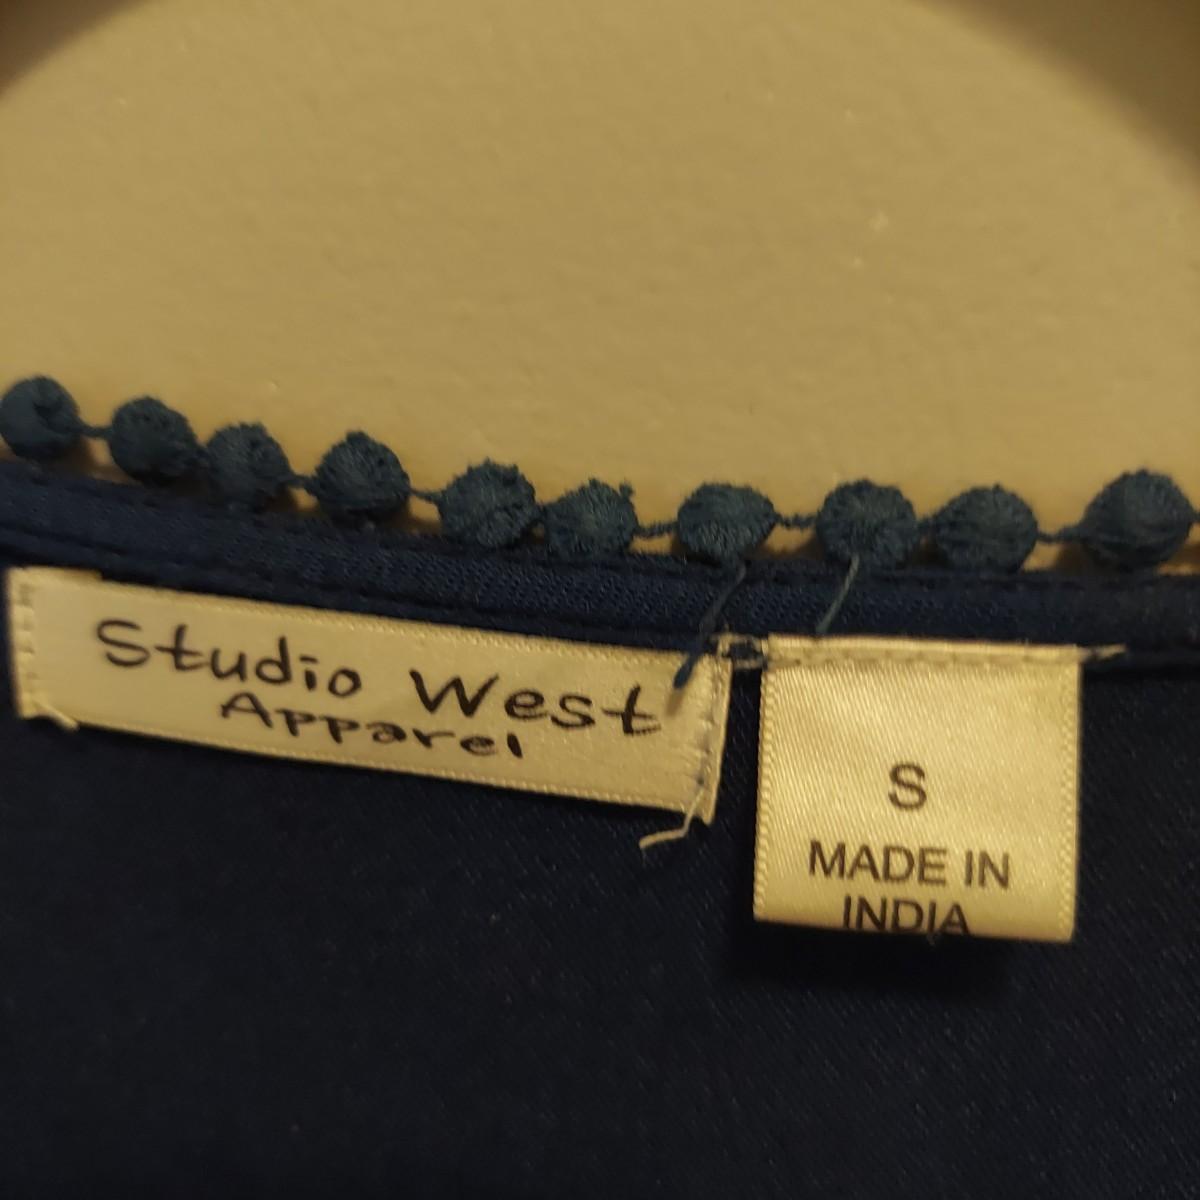 Studio West
Apparel
S
MADE IN
INDIA